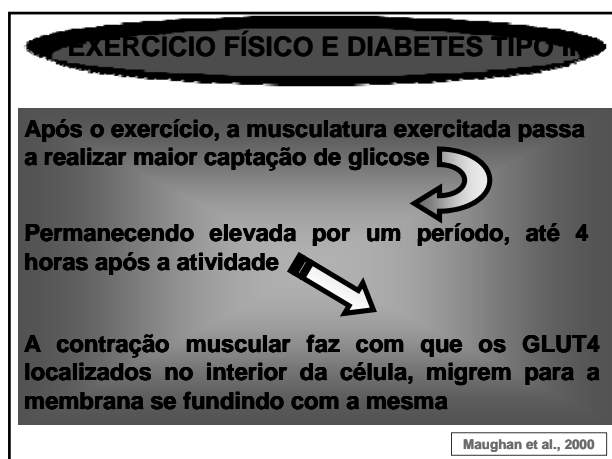 EXERCÍCIO FÍSICO E DIABETES TIPO II
Após o exercício, a musculatura exercitada passa
a realizar maior captação de glicose
Permanecendo elevada por um período, até 4
horas após a atividade
A contração muscular faz com que os GLUT4
localizados no interior da célula, migrem para a
membrana se fundindo com a mesma
Maughan et al., 2000